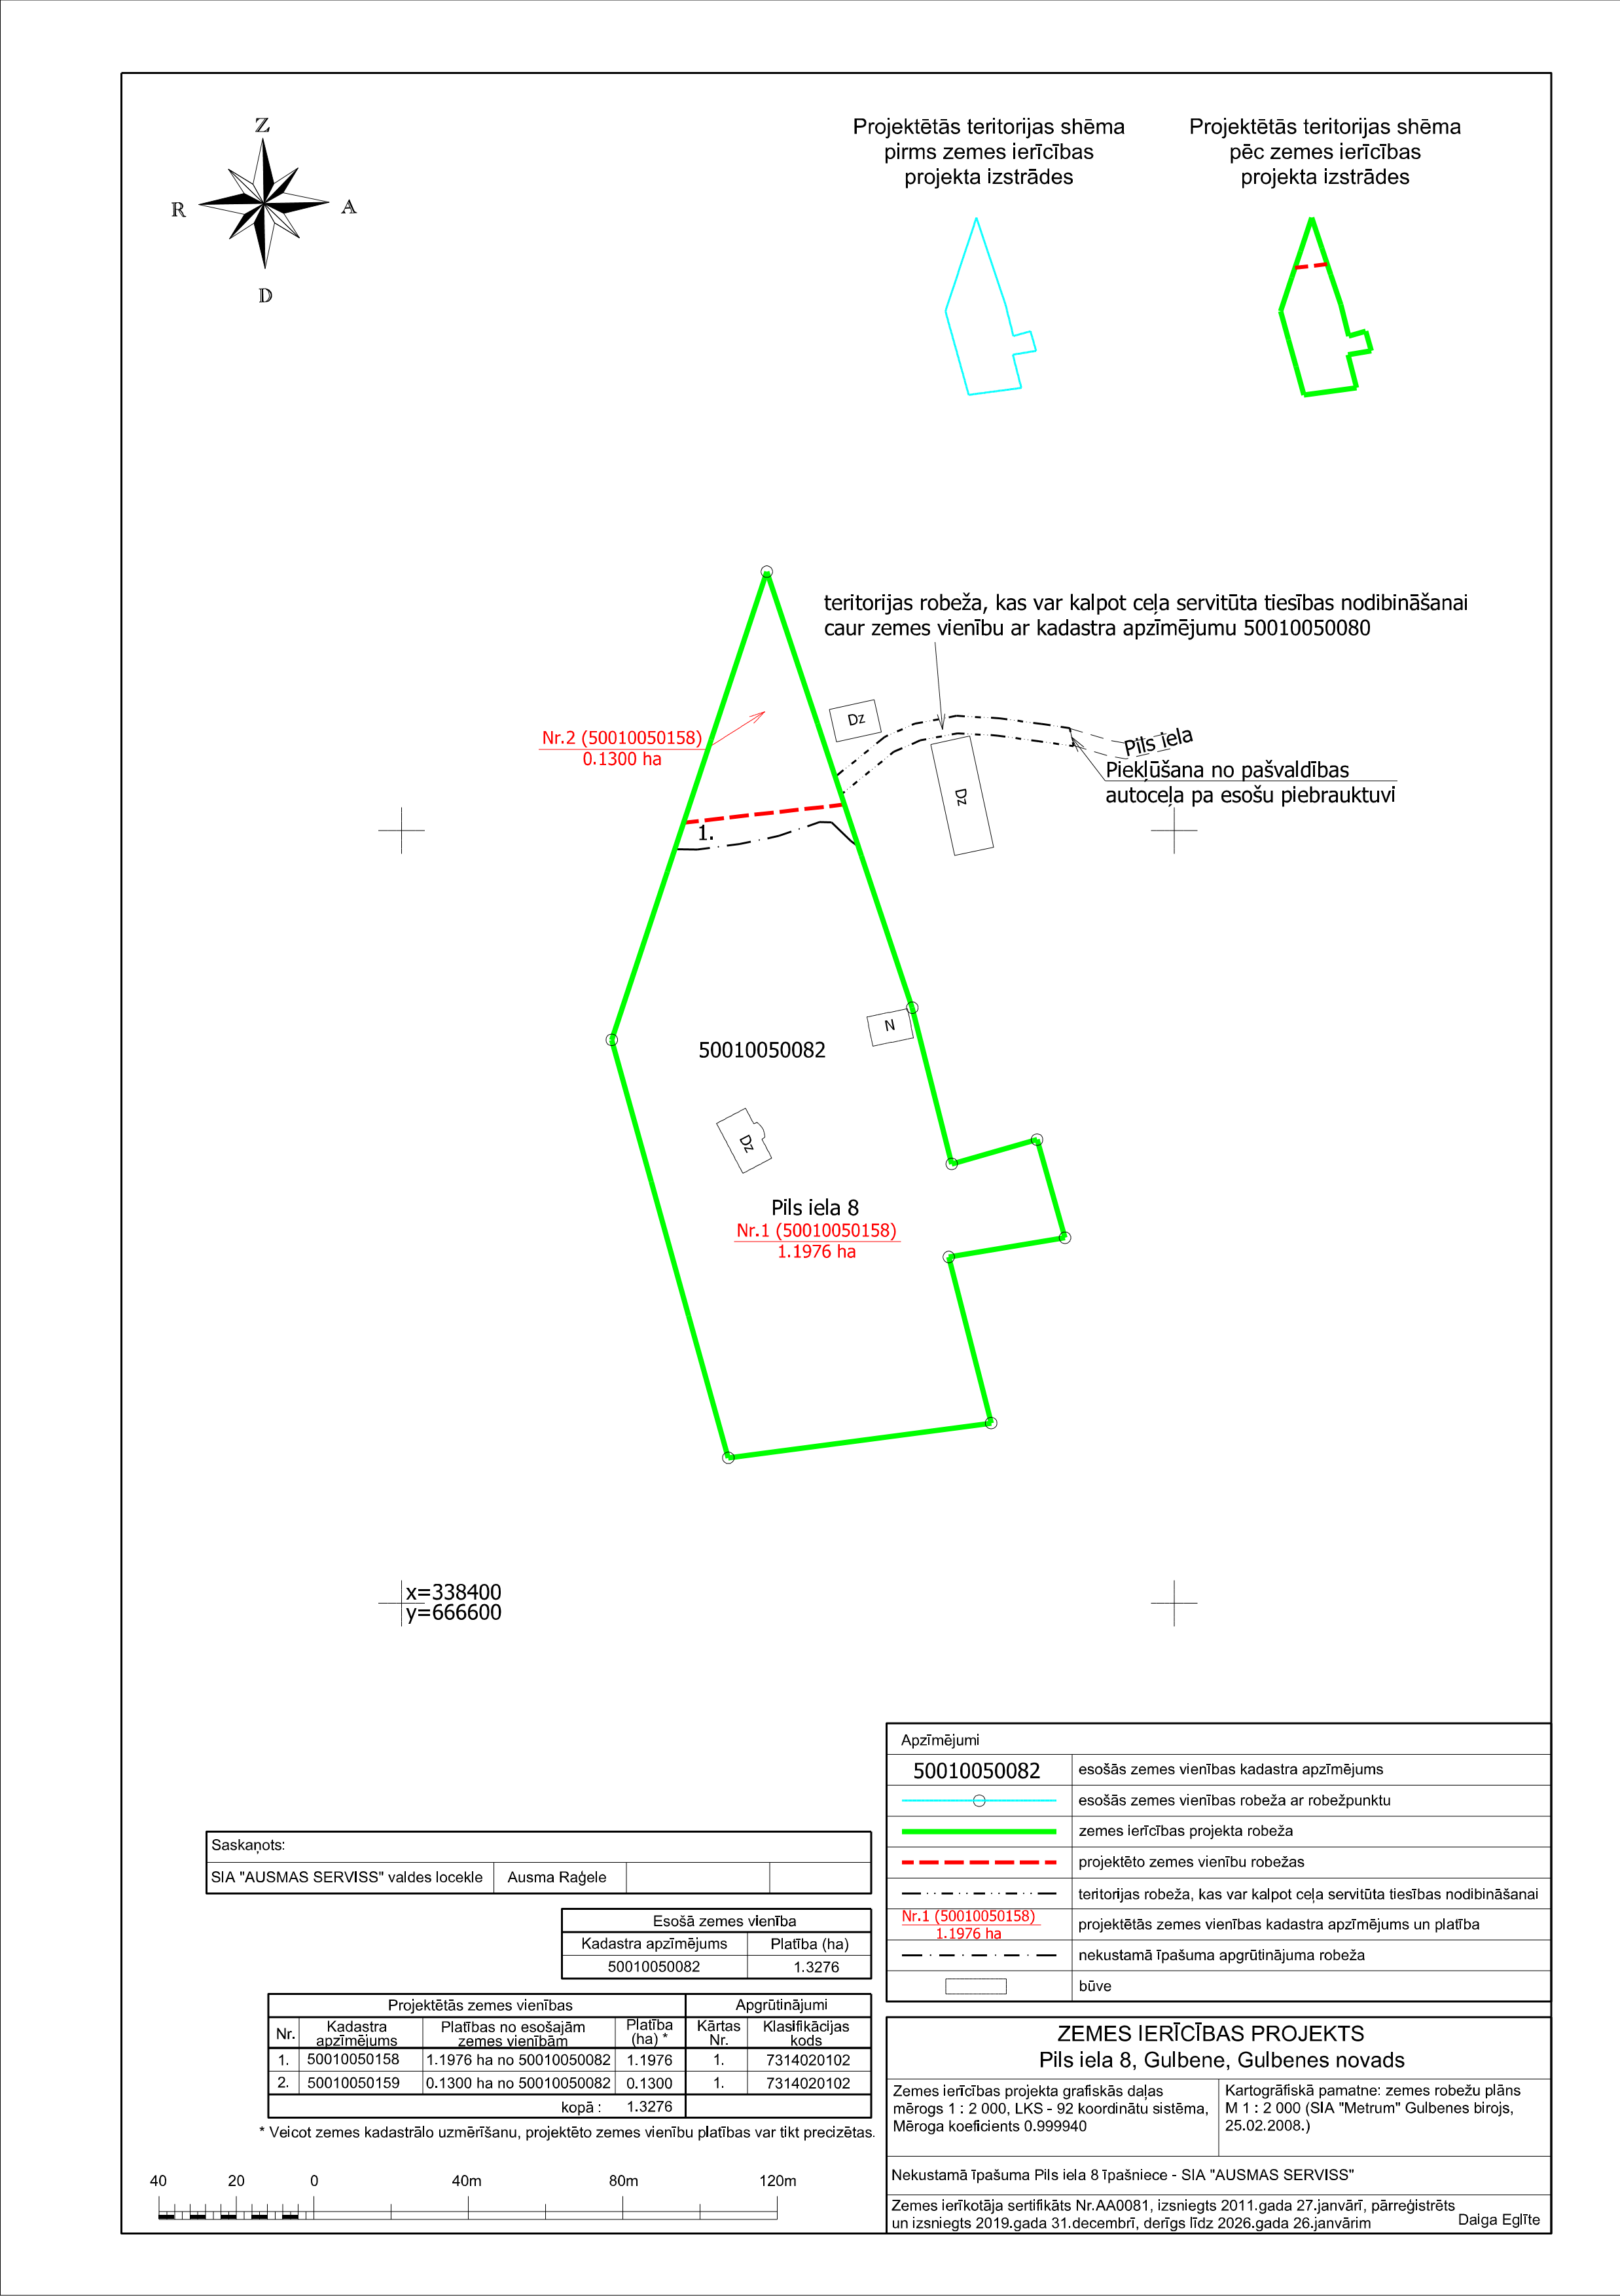 Z
R
A
D
Projektētās teritorijas shēma
pirms zemes ierīcības
projekta izstrādes
Projektētās teritorijas shēma
pēc zemes ierīcības
projekta izstrādes
teritorijas robeža, kas var kalpot ceļa servitūta tiesības nodibināšanai
caur zemes vienību ar kadastra apzīmējumu 50010050080
Dz
Nr.2 (50010050158)
0.1300 ha
Pils iela
Piekļūšana no pašvaldības
autoceļa pa esošu piebrauktuvi
Dz
1.
N
50010050082
Dz
Pils iela 8
Nr.1 (50010050158)
1.1976 ha
x=338400
y=666600
Apzīmējumi
50010050082 esošās zemes vienības kadastra apzīmējums
esošās zemes vienības robeža ar robežpunktu
zemes ierīcības projekta robeža
projektēto zemes vienību robežas
teritorijas robeža, kas var kalpot ceļa servitūta tiesības nodibināšanai
Nr.1 (50010050158)
1.1976 ha
projektētās zemes vienības kadastra apzīmējums un platība
nekustamā īpašuma apgrūtinājuma robeža
būve
Saskaņots:
SIA "AUSMAS SERVISS" valdes locekle Ausma Raģele
Esošā zemes vienība
Kadastra apzīmējums Platība (ha)
50010050082 1.3276
Projektētās zemes vienības Apgrūtinājumi
Nr. Kadastra apzīmējums Platības no esošajām zemes vienībām Platība (ha) * Kārtas Nr. Klasifikācijas kods
1. 50010050158 1.1976 ha no 50010050082 1.1976 1. 7314020102
2. 50010050159 0.1300 ha no 50010050082 0.1300 1. 7314020102
kopā : 1.3276
* Veicot zemes kadastrālo uzmērīšanu, projektēto zemes vienību platības var tikt precizētas.
40 20 0 40m 80m 120m
ZEMES IERĪCĪBAS PROJEKTS
Pils iela 8, Gulbene, Gulbenes novads
Zemes ierīcības projekta grafiskās daļas
mērogs 1 : 2 000, LKS - 92 koordinātu sistēma,
Mēroga koeficients 0.999940
Kartogrāfiskā pamatne: zemes robežu plāns
M 1 : 2 000 (SIA "Metrum" Gulbenes birojs,
25.02.2008.)
Nekustamā īpašuma Pils iela 8 īpašniece - SIA "AUSMAS SERVISS"
Zemes ierīkotāja sertifikāts Nr.AA0081, izsniegts 2011.gada 27.janvārī, pārreģistrēts
un izsniegts 2019.gada 31.decembrī, derīgs līdz 2026.gada 26.janvārim
Daiga Eglīte